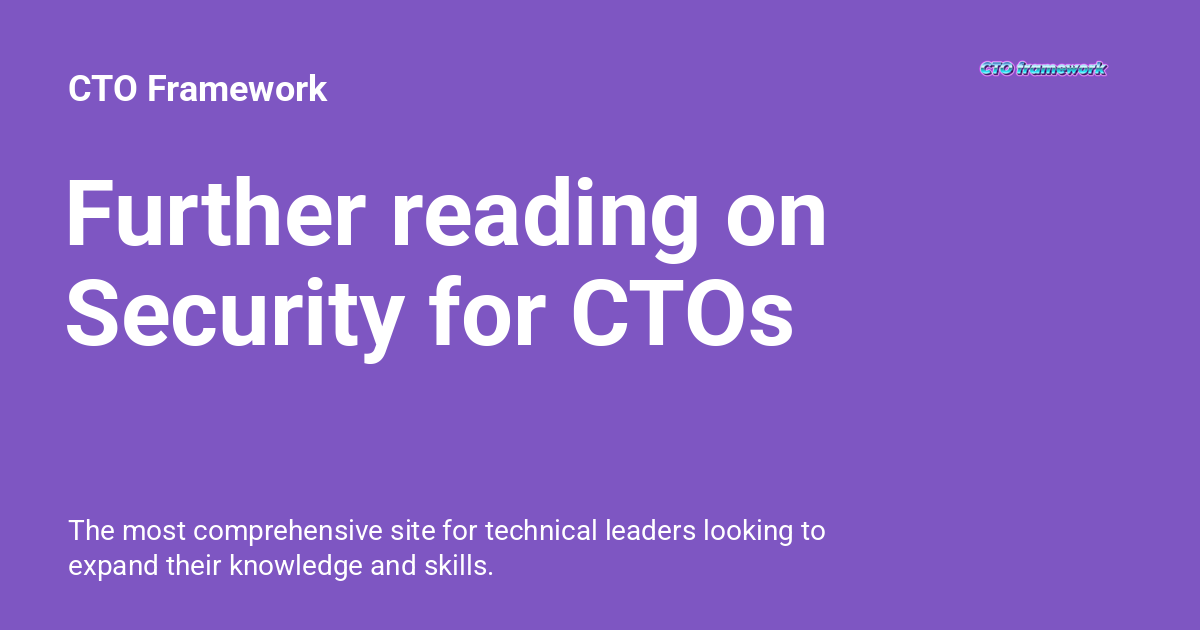 CTO Framework
CTO framework
Further reading on
Security for CTOs
The most comprehensive site for technical leaders looking to
expand their knowledge and skills.